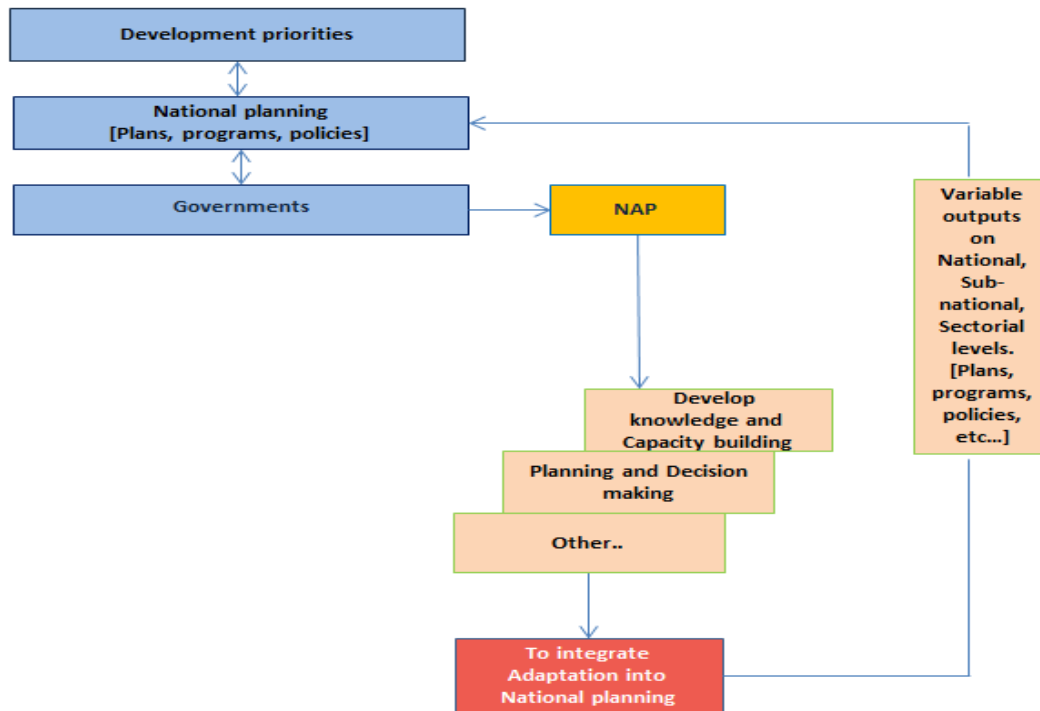 Development priorities
National planning
[Plans, programs, policies]
Governments
NAP
Variable
outputs
on
National,
Sub-
national,
Sectorial
levels.
[Plans,
programs,
policies,
etc...]
Develop
knowledge and
Capacity building
Planning and Decision
making
Other..
To integrate
Adaptation into
National planning